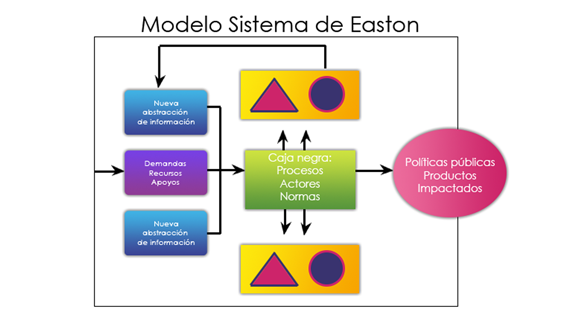 Modelo Sistema de Easton
Nueva
abstracción
de información
Demandas
Recursos
Apoyos
Nueva
abstracción
de información
Caja negra:
Procesos
Actores
Normas
Políticas públicas
Productos
Impactados